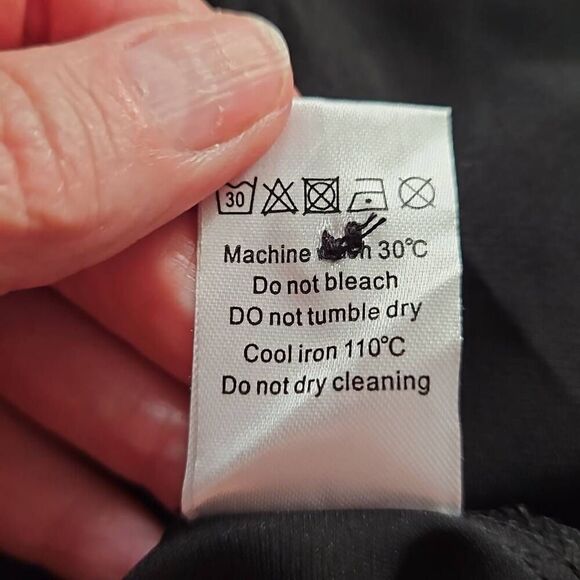 30
Machine 30°C
Do not bleach
DO not tumble dry
Cool iron 110°C
Do not dry cleaning